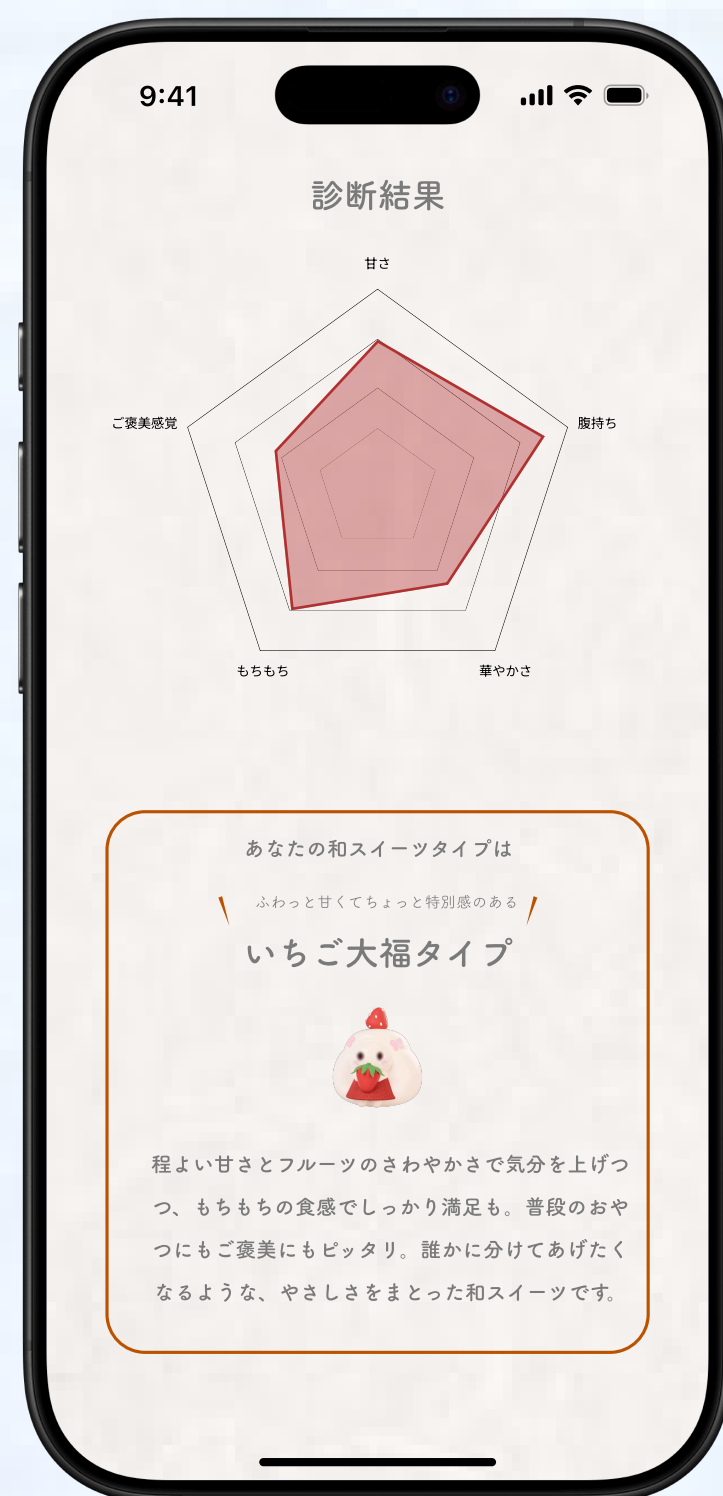 9:41
診断結果
甘さ
ご褒美感覚
腹持ち
もちもち
華やかさ
あなたの和スイーツタイプは
ふわっと甘くてちょっと特別感のある
いちご大福タイプ
程よい甘さとフルーツのさわやかさで気分を上げつ
つ、もちもちの食感でしっかり満足も。普段のおや
つにもご褒美にもピッタリ。誰かに分けてあげたく
なるような、やさしさをまとった和スイーツです。